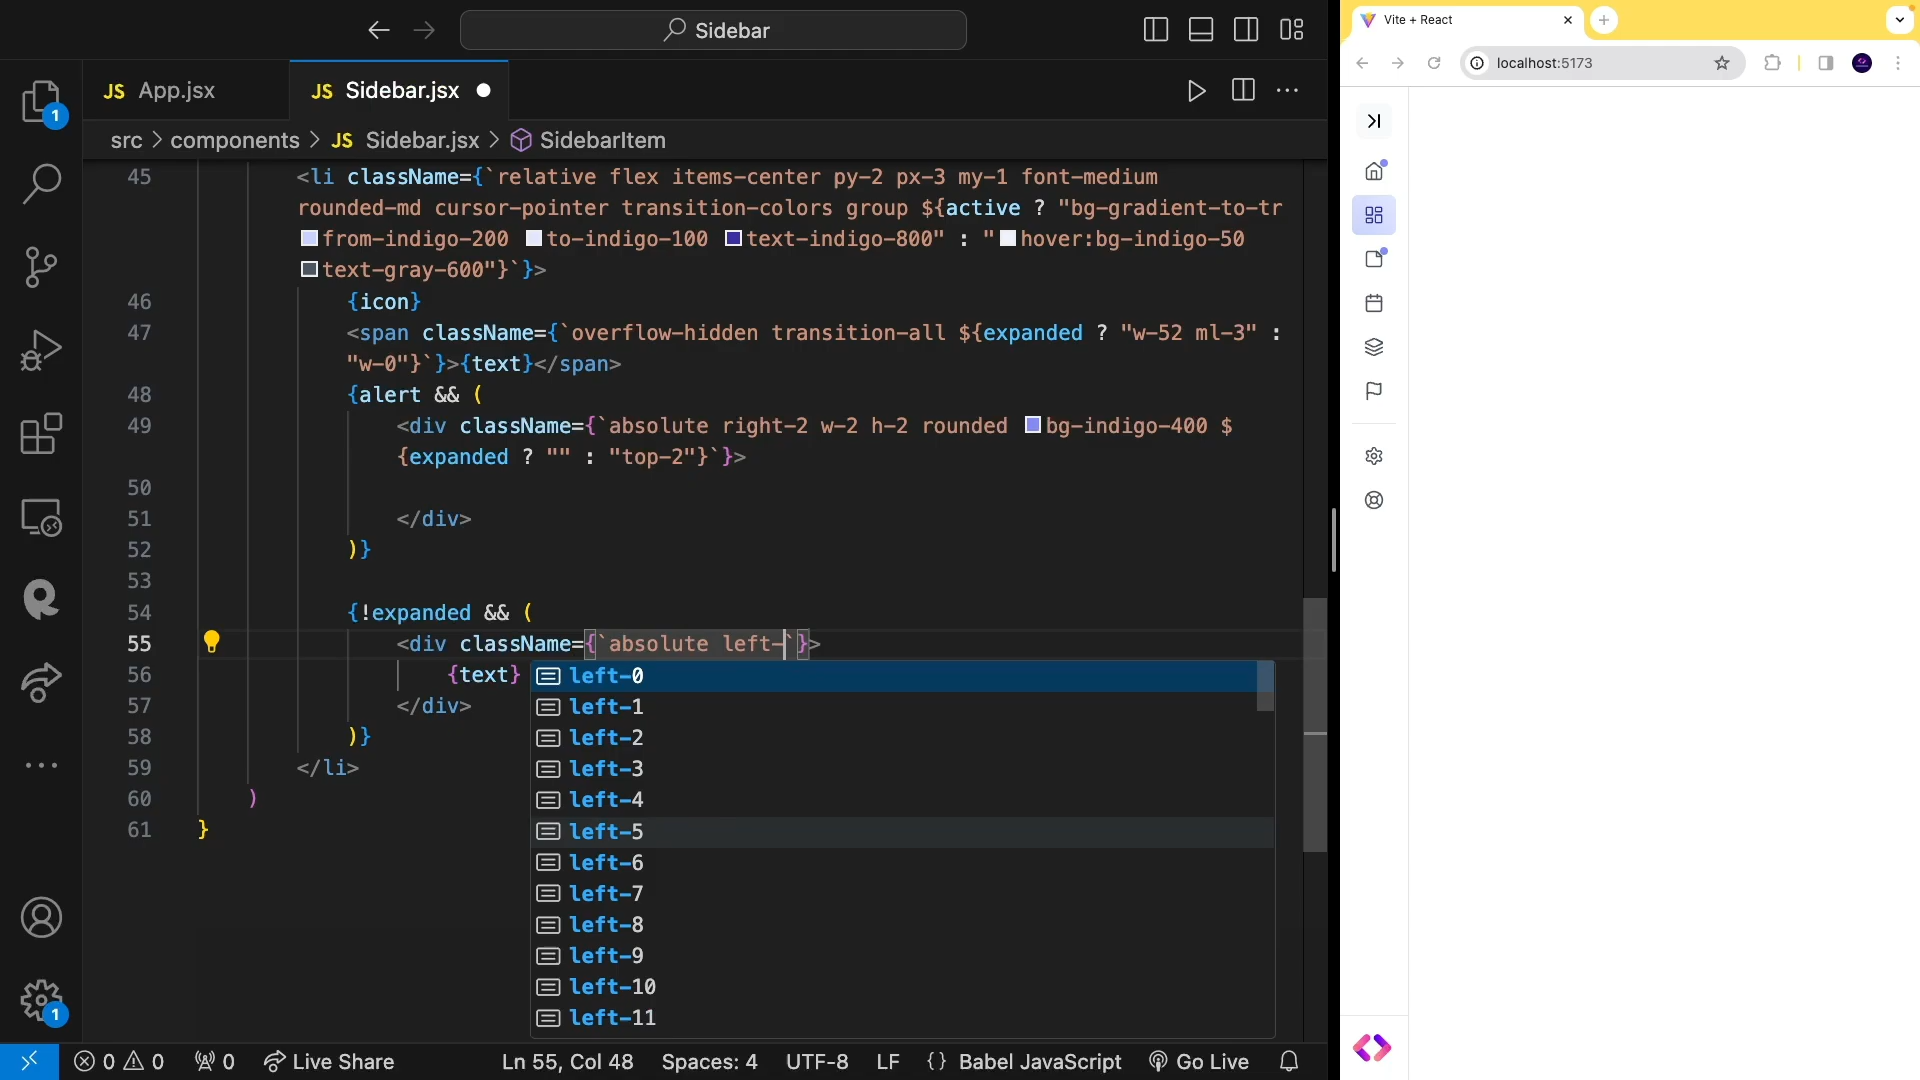 Sidebar
JS App.jsx
JS Sidebar.jsx
src > components > JS Sidebar.jsx > SidebarItem
1
45 <li className={`relative flex items-center py-2 px-3 my-1 font-medium
rounded-md cursor-pointer transition-colors group ${active ? "bg-gradient-to-tr
from-indigo-200 to-indigo-100 text-indigo-800" : "hover:bg-indigo-50
text-gray-600"}`}>
46 {icon}
47 <span className={`overflow-hidden transition-all ${expanded ? "w-52 ml-3" :
"w-0"}`}>{text}</span>
48 {alert && (
49 <div className={`absolute right-2 w-2 h-2 rounded bg-indigo-400 $
{expanded ? "" : "top-2"}`}>
50
51 </div>
52 )}
53
54 {!expanded && (
55 <div className={`absolute left-`}>
56 {text}
57 </div>
58 )}
59 </li>
60 )
61 }
left-0
left-1
left-2
left-3
left-4
left-5
left-6
left-7
left-8
left-9
left-10
left-11
1
0 0 0 Live Share
Ln 55, Col 48 Spaces: 4 UTF-8 LF {} Babel JavaScript Go Live
Vite + React
localhost:5173